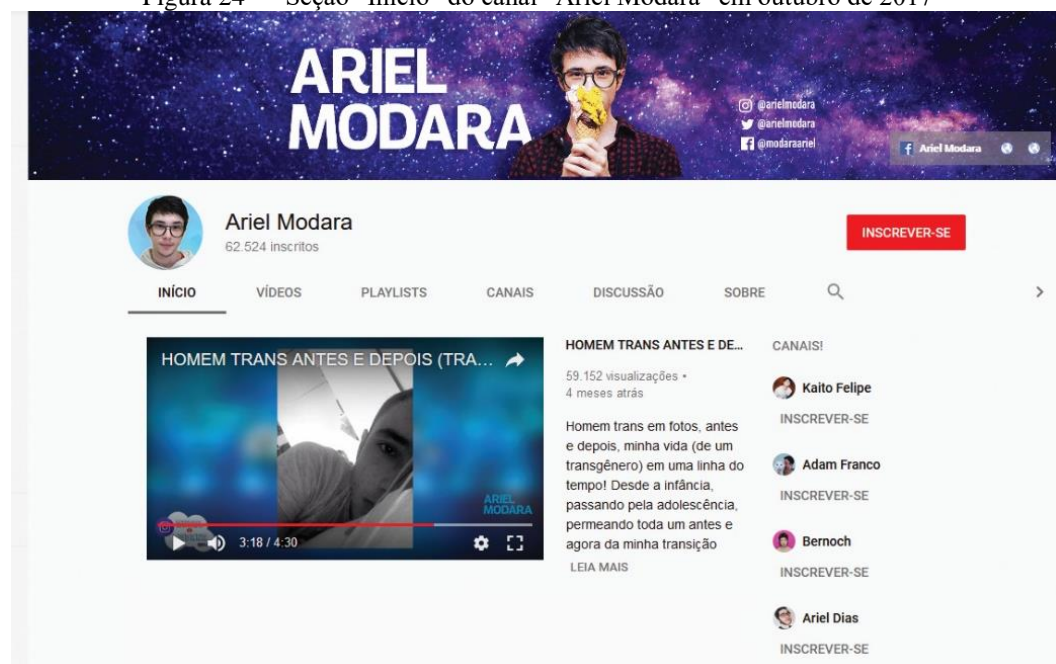 Figura 24 — Seção "Início" do canal "Ariel Modara" em outubro de 2017
ARIEL
MODARA
@arielmodara
@arielmodara
@modaraariel
Ariel Modara
Ariel Modara
62.524 inscritos
INSCREVER-SE
INÍCIO VÍDEOS PLAYLISTS CANAIS DISCUSSÃO SOBRE
HOMEM TRANS ANTES E DEPOIS (TRA...
ARIEL
MODARA
3:18 / 4:30
HOMEM TRANS ANTES E DE...
59.152 visualizações •
4 meses atrás
Homem trans em fotos, antes
e depois, minha vida (de um
transgênero) em uma linha do
tempo! Desde a infância,
passando pela adolescência,
permeando toda um antes e
agora da minha transição
LEIA MAIS
CANAIS!
Kaito Felipe
INSCREVER-SE
Adam Franco
INSCREVER-SE
Bernoch
INSCREVER-SE
Ariel Dias
INSCREVER-SE